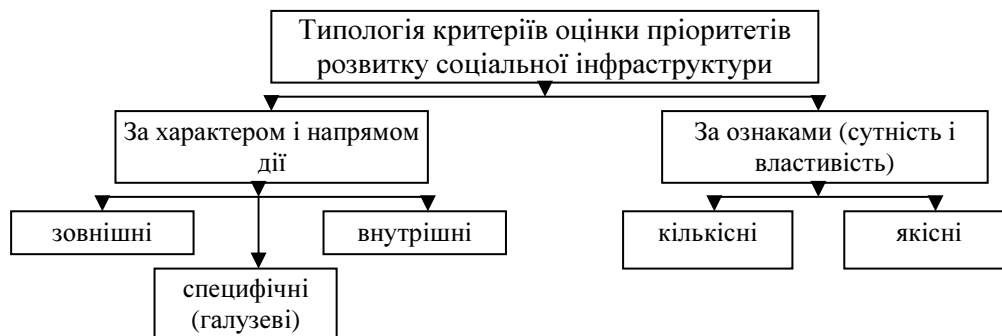 Типологія критеріїв оцінки пріоритетів
розвитку соціальної інфраструктури
За характером і напрямом
дії
За ознаками (сутність і
властивість)
зовнішні
внутрішні
кількісні
якісні
специфічні
(галузеві)